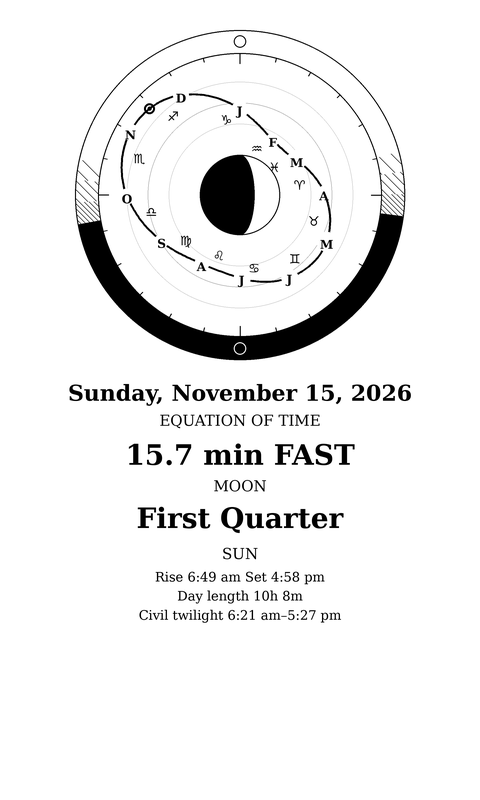 D
J
N
F
M
A
O
M
S
A
J
J
♐
♑
♒
♏
♓
♈
♎
♉
♍
♌
♋
♊
Sunday, November 15, 2026
EQUATION OF TIME
15.7 min FAST
MOON
First Quarter
SUN
Rise 6:49 am Set 4:58 pm
Day length 10h 8m
Civil twilight 6:21 am–5:27 pm